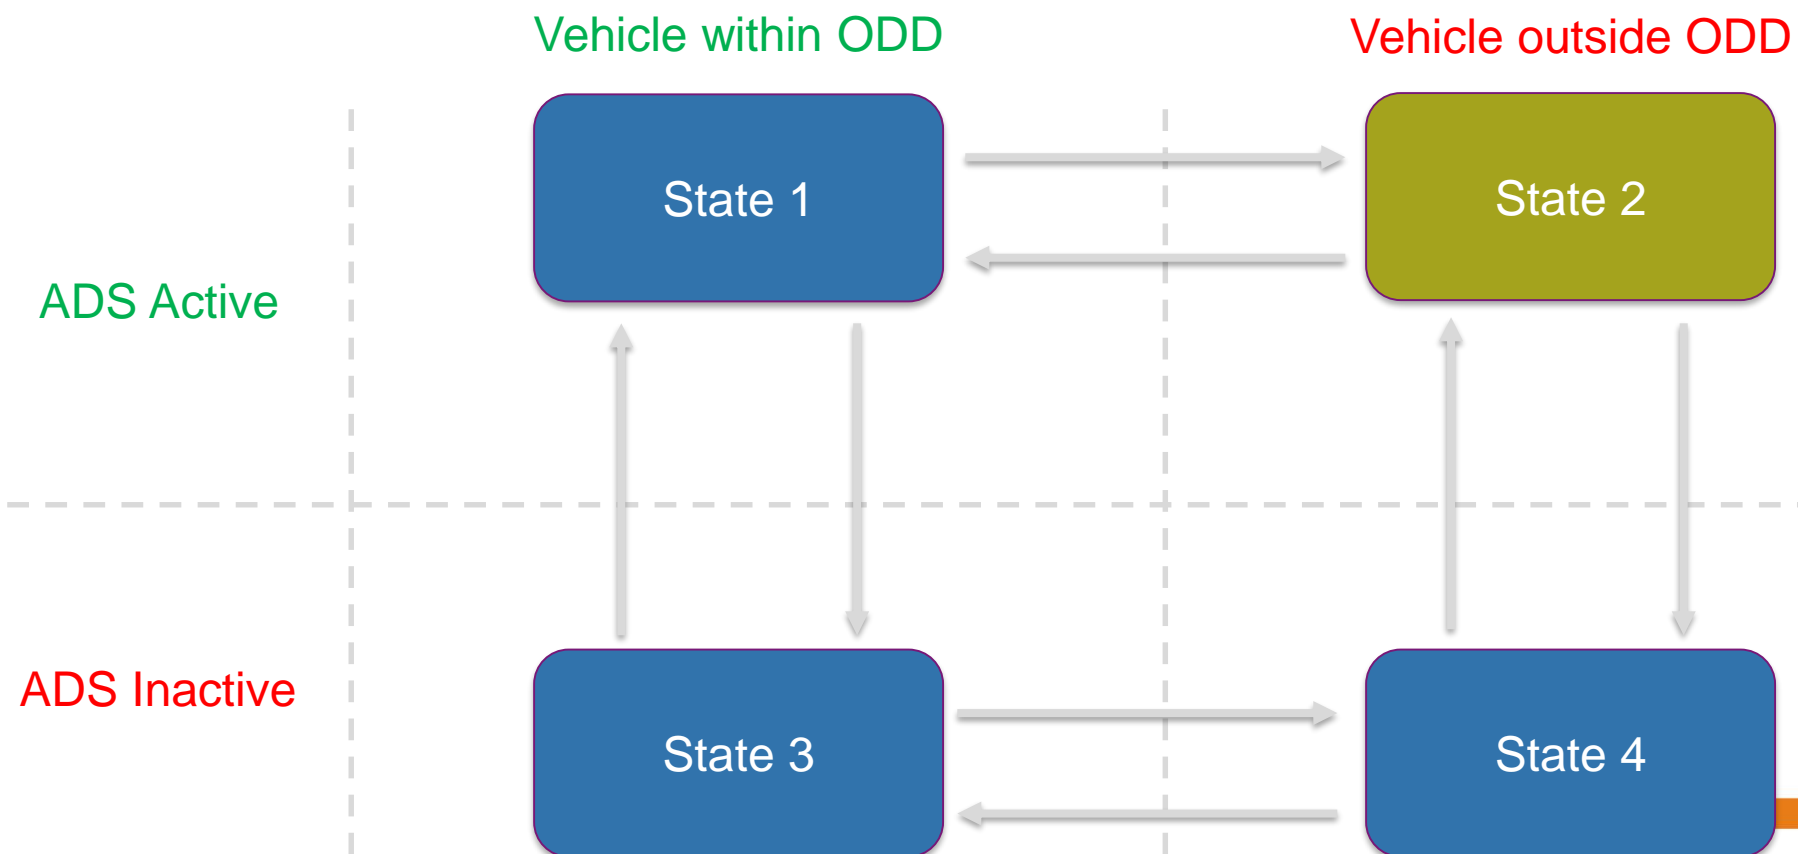 Vehicle within ODD
Vehicle outside ODD
State 1
State 2
ADS Active
ADS Inactive
State 3
State 4